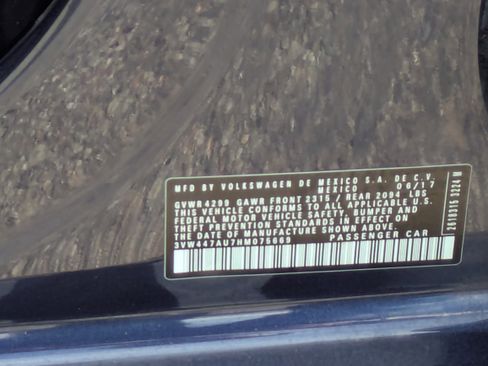 MFD BY VOLKSWAGEN DE MEXICO S.A. DE C.V.
MEXICO 06/17
GVWR 4299 GAWR FRONT 2315 / REAR 2094 LBS
THIS VEHICLE CONFORMS TO ALL APPLICABLE U.S.
FEDERAL MOTOR VEHICLE SAFETY, BUMPER AND
THEFT PREVENTION STANDARDS IN EFFECT
ON THE DATE OF MANUFACTURE SHOWN ABOVE.
3VW447AU7HM075669 PASSENGER CAR